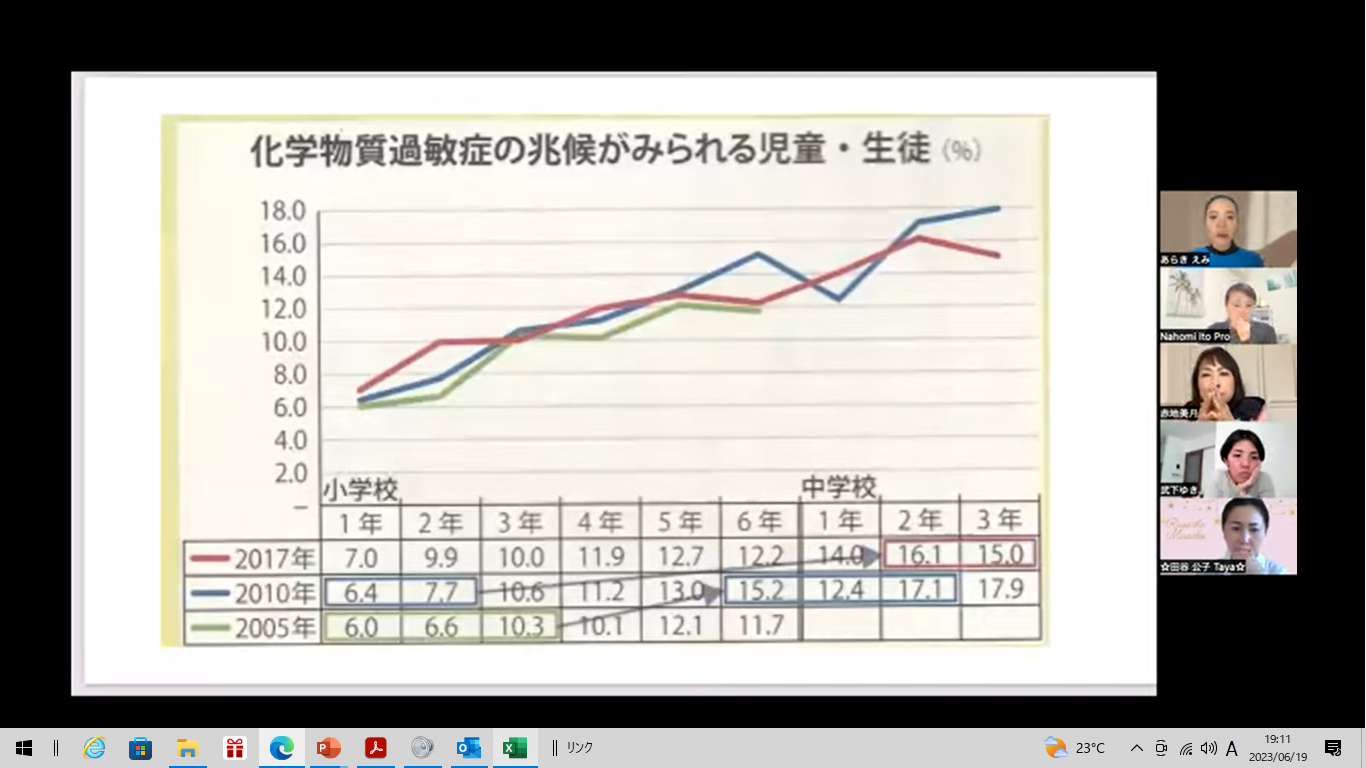 化学物質過敏症の兆候がみられる児童・生徒 (%)
18.0
16.0
14.0
12.0
10.0
8.0
6.0
4.0
2.0
–
小学校 中学校
1年 2年 3年 4年 5年 6年 1年 2年 3年
2017年 7.0 9.9 10.0 11.9 12.7 12.2 14.0 16.1 15.0
2010年 6.4 7.7 10.6 11.2 13.0 15.2 12.4 17.1 17.9
2005年 6.0 6.6 10.3 10.1 12.1 11.7
あらき えみ
Nahomi Ito Pro
赤地美月
武下ゆき
☆田谷 公子 Taya☆
リンク
23°C
A
19:11
2023/06/19